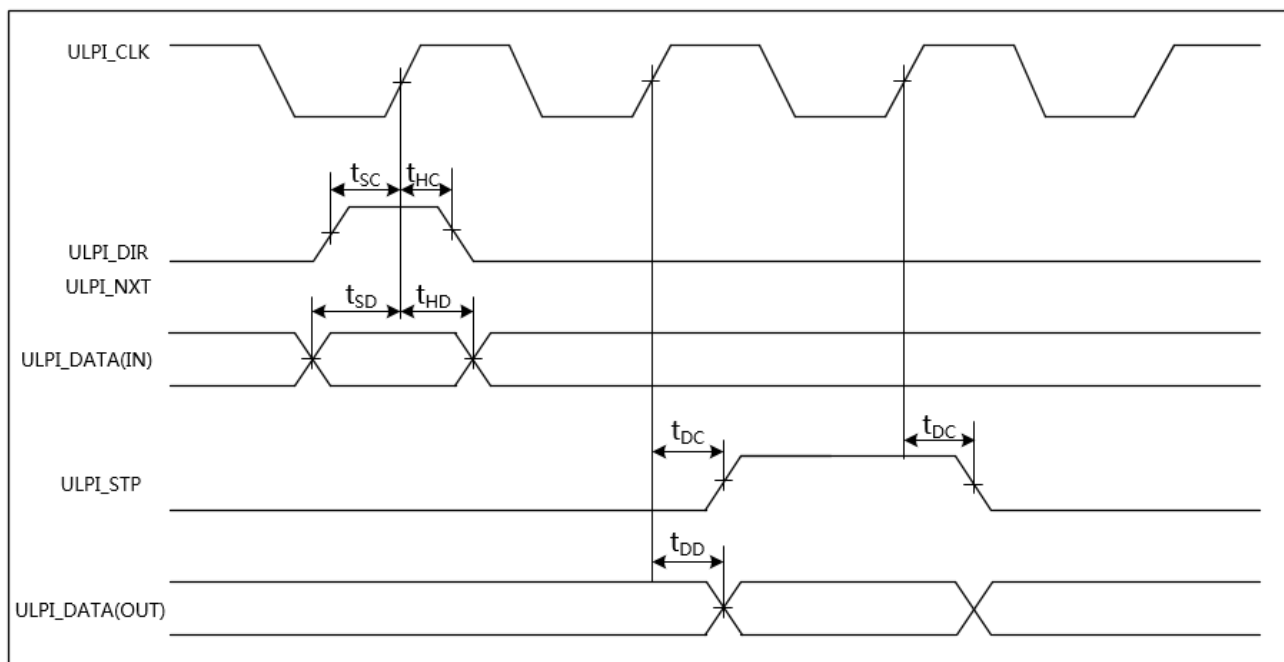 ULPI_CLK
tSC tHC
ULPI_DIR
ULPI_NXT
tSD tHD
ULPI_DATA(IN)
tDC tDC
ULPI_STP
tDD
ULPI_DATA(OUT)